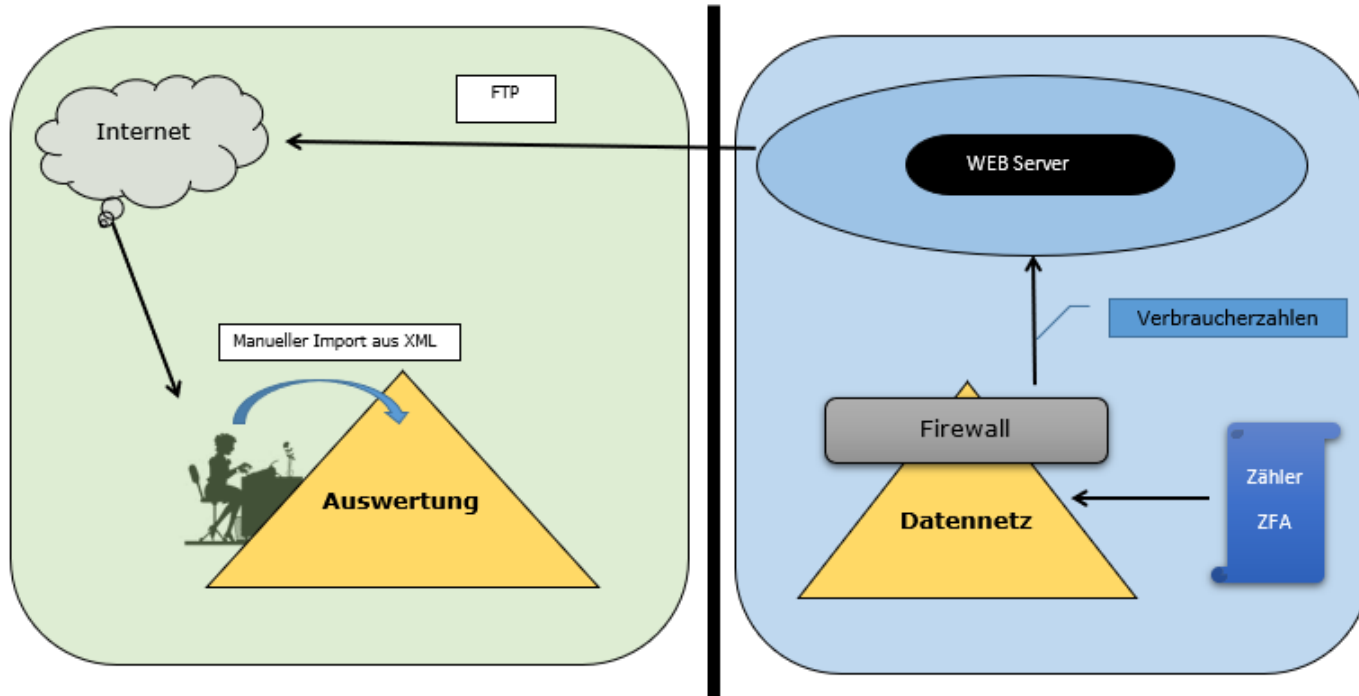 FTP
Internet
WEB Server
Manueller Import aus XML
Verbraucherzahlen
Firewall
Auswertung
Datennetz
Zähler
ZFA